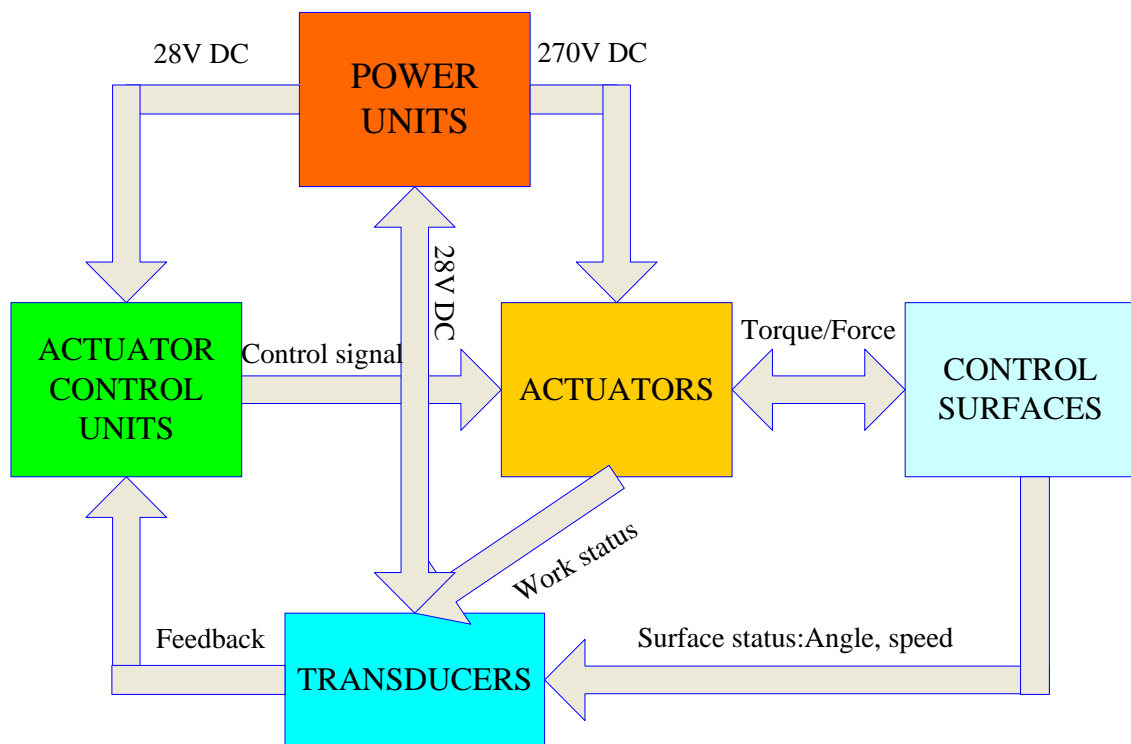 28V DC
POWER
UNITS
270V DC
28V DC
ACTUATOR
CONTROL
UNITS
Control signal
ACTUATORS
Torque/Force
CONTROL
SURFACES
Work status
Feedback
TRANSDUCERS
Surface status:Angle, speed